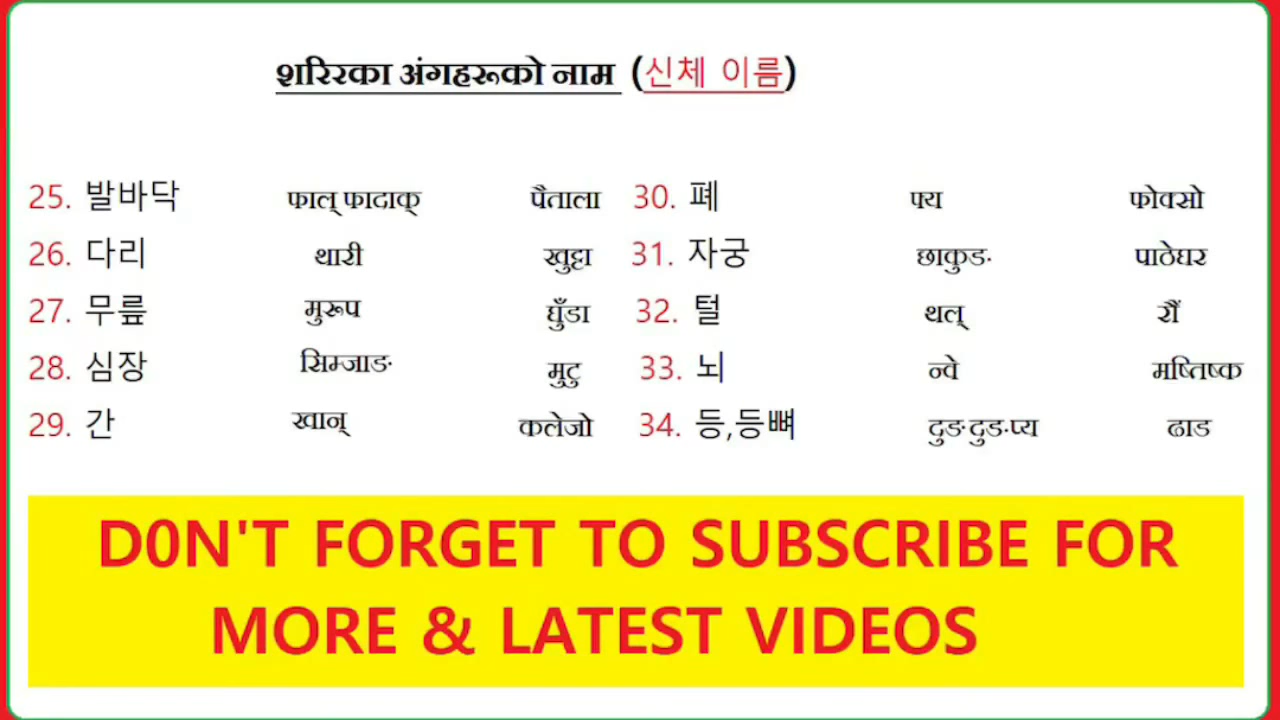 शरिरका अंगहरूको नाम (신체 이름)
25. 발바닥 फाल् फादाक् पैताला 30. 폐 फ्य फोक्सो
26. 다리 थारी खुट्टा 31. 자궁 छाकुङ पाठेघर
27. 무릎 मुरूप घुँडा 32. 털 थल् रौं
28. 심장 सिम्जाङ मुटु 33. 뇌 न्वे मष्तिष्क
29. 간 खान् कलेजो 34. 등,등뼈 दुङदुङप्य ढाड
D0N'T FORGET TO SUBSCRIBE FOR
MORE & LATEST VIDEOS